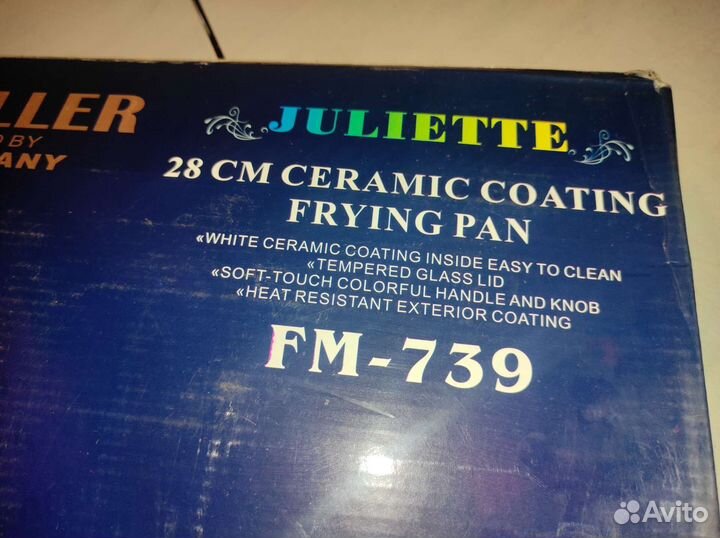 LLER
D BY
ANY
JULIETTE
28 CM CERAMIC COATING
FRYING PAN
«WHITE CERAMIC COATING INSIDE EASY TO CLEAN
«TEMPERED GLASS LID
«SOFT-TOUCH COLORFUL HANDLE AND KNOB
«HEAT RESISTANT EXTERIOR COATING
FM-739
Avito